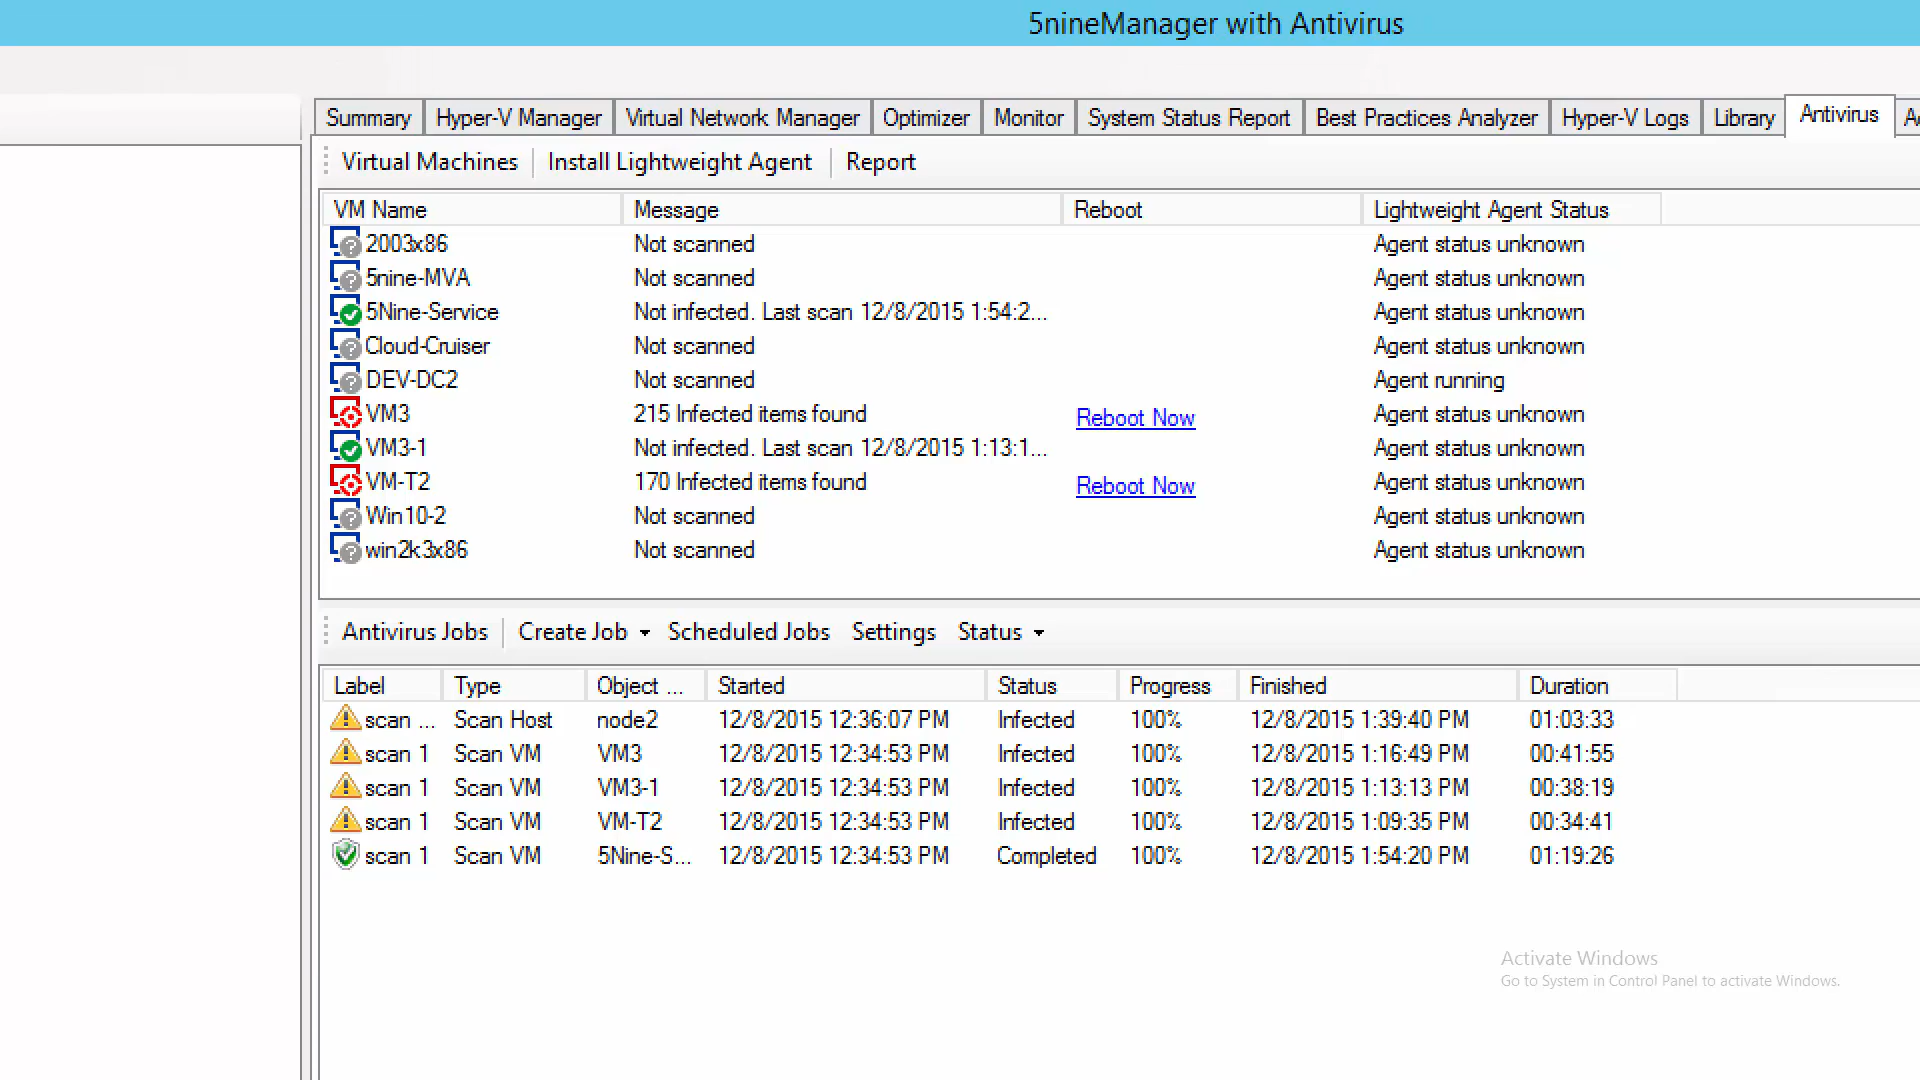 5nineManager with Antivirus
Summary Hyper-V Manager Virtual Network Manager Optimizer Monitor System Status Report Best Practices Analyzer Hyper-V Logs Library Antivirus
Virtual Machines Install Lightweight Agent Report
VM Name Message Reboot Lightweight Agent Status
2003x86 Not scanned Agent status unknown
5nine-MVA Not scanned Agent status unknown
5Nine-Service Not infected. Last scan 12/8/2015 1:54:2... Agent status unknown
Cloud-Cruiser Not scanned Agent status unknown
DEV-DC2 Not scanned Agent running
VM3 215 Infected items found Reboot Now Agent status unknown
VM3-1 Not infected. Last scan 12/8/2015 1:13:1... Agent status unknown
VM-T2 170 Infected items found Reboot Now Agent status unknown
Win10-2 Not scanned Agent status unknown
win2k3x86 Not scanned Agent status unknown
Antivirus Jobs Create Job Scheduled Jobs Settings Status
Label Type Object ... Started Status Progress Finished Duration
scan ... Scan Host node2 12/8/2015 12:36:07 PM Infected 100% 12/8/2015 1:39:40 PM 01:03:33
scan 1 Scan VM VM3 12/8/2015 12:34:53 PM Infected 100% 12/8/2015 1:16:49 PM 00:41:55
scan 1 Scan VM VM3-1 12/8/2015 12:34:53 PM Infected 100% 12/8/2015 1:13:13 PM 00:38:19
scan 1 Scan VM VM-T2 12/8/2015 12:34:53 PM Infected 100% 12/8/2015 1:09:35 PM 00:34:41
scan 1 Scan VM 5Nine-S... 12/8/2015 12:34:53 PM Completed 100% 12/8/2015 1:54:20 PM 01:19:26
Activate Windows
Go to System in Control Panel to activate Windows.